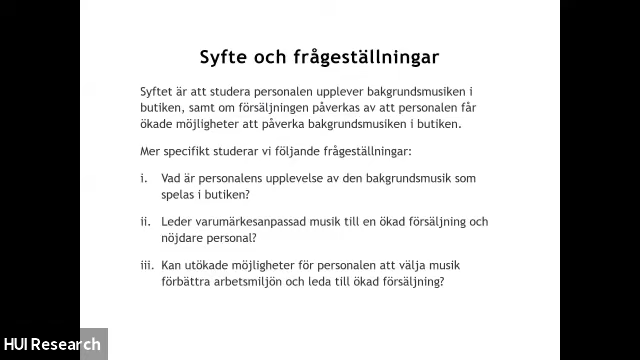 Syfte och frågeställningar
Syftet är att studera personalen upplever bakgrundsmusiken i
butiken, samt om försäljningen påverkas av att personalen får
ökade möjligheter att påverka bakgrundsmusiken i butiken.
Mer specifikt studerar vi följande frågeställningar:
i. Vad är personalens upplevelse av den bakgrundsmusik som
spelas i butiken?
ii. Leder varumärkesanpassad musik till en ökad försäljning och
nöjdare personal?
iii. Kan utökade möjligheter för personalen att välja musik
förbättra arbetsmiljön och leda till ökad försäljning?
HUI Research